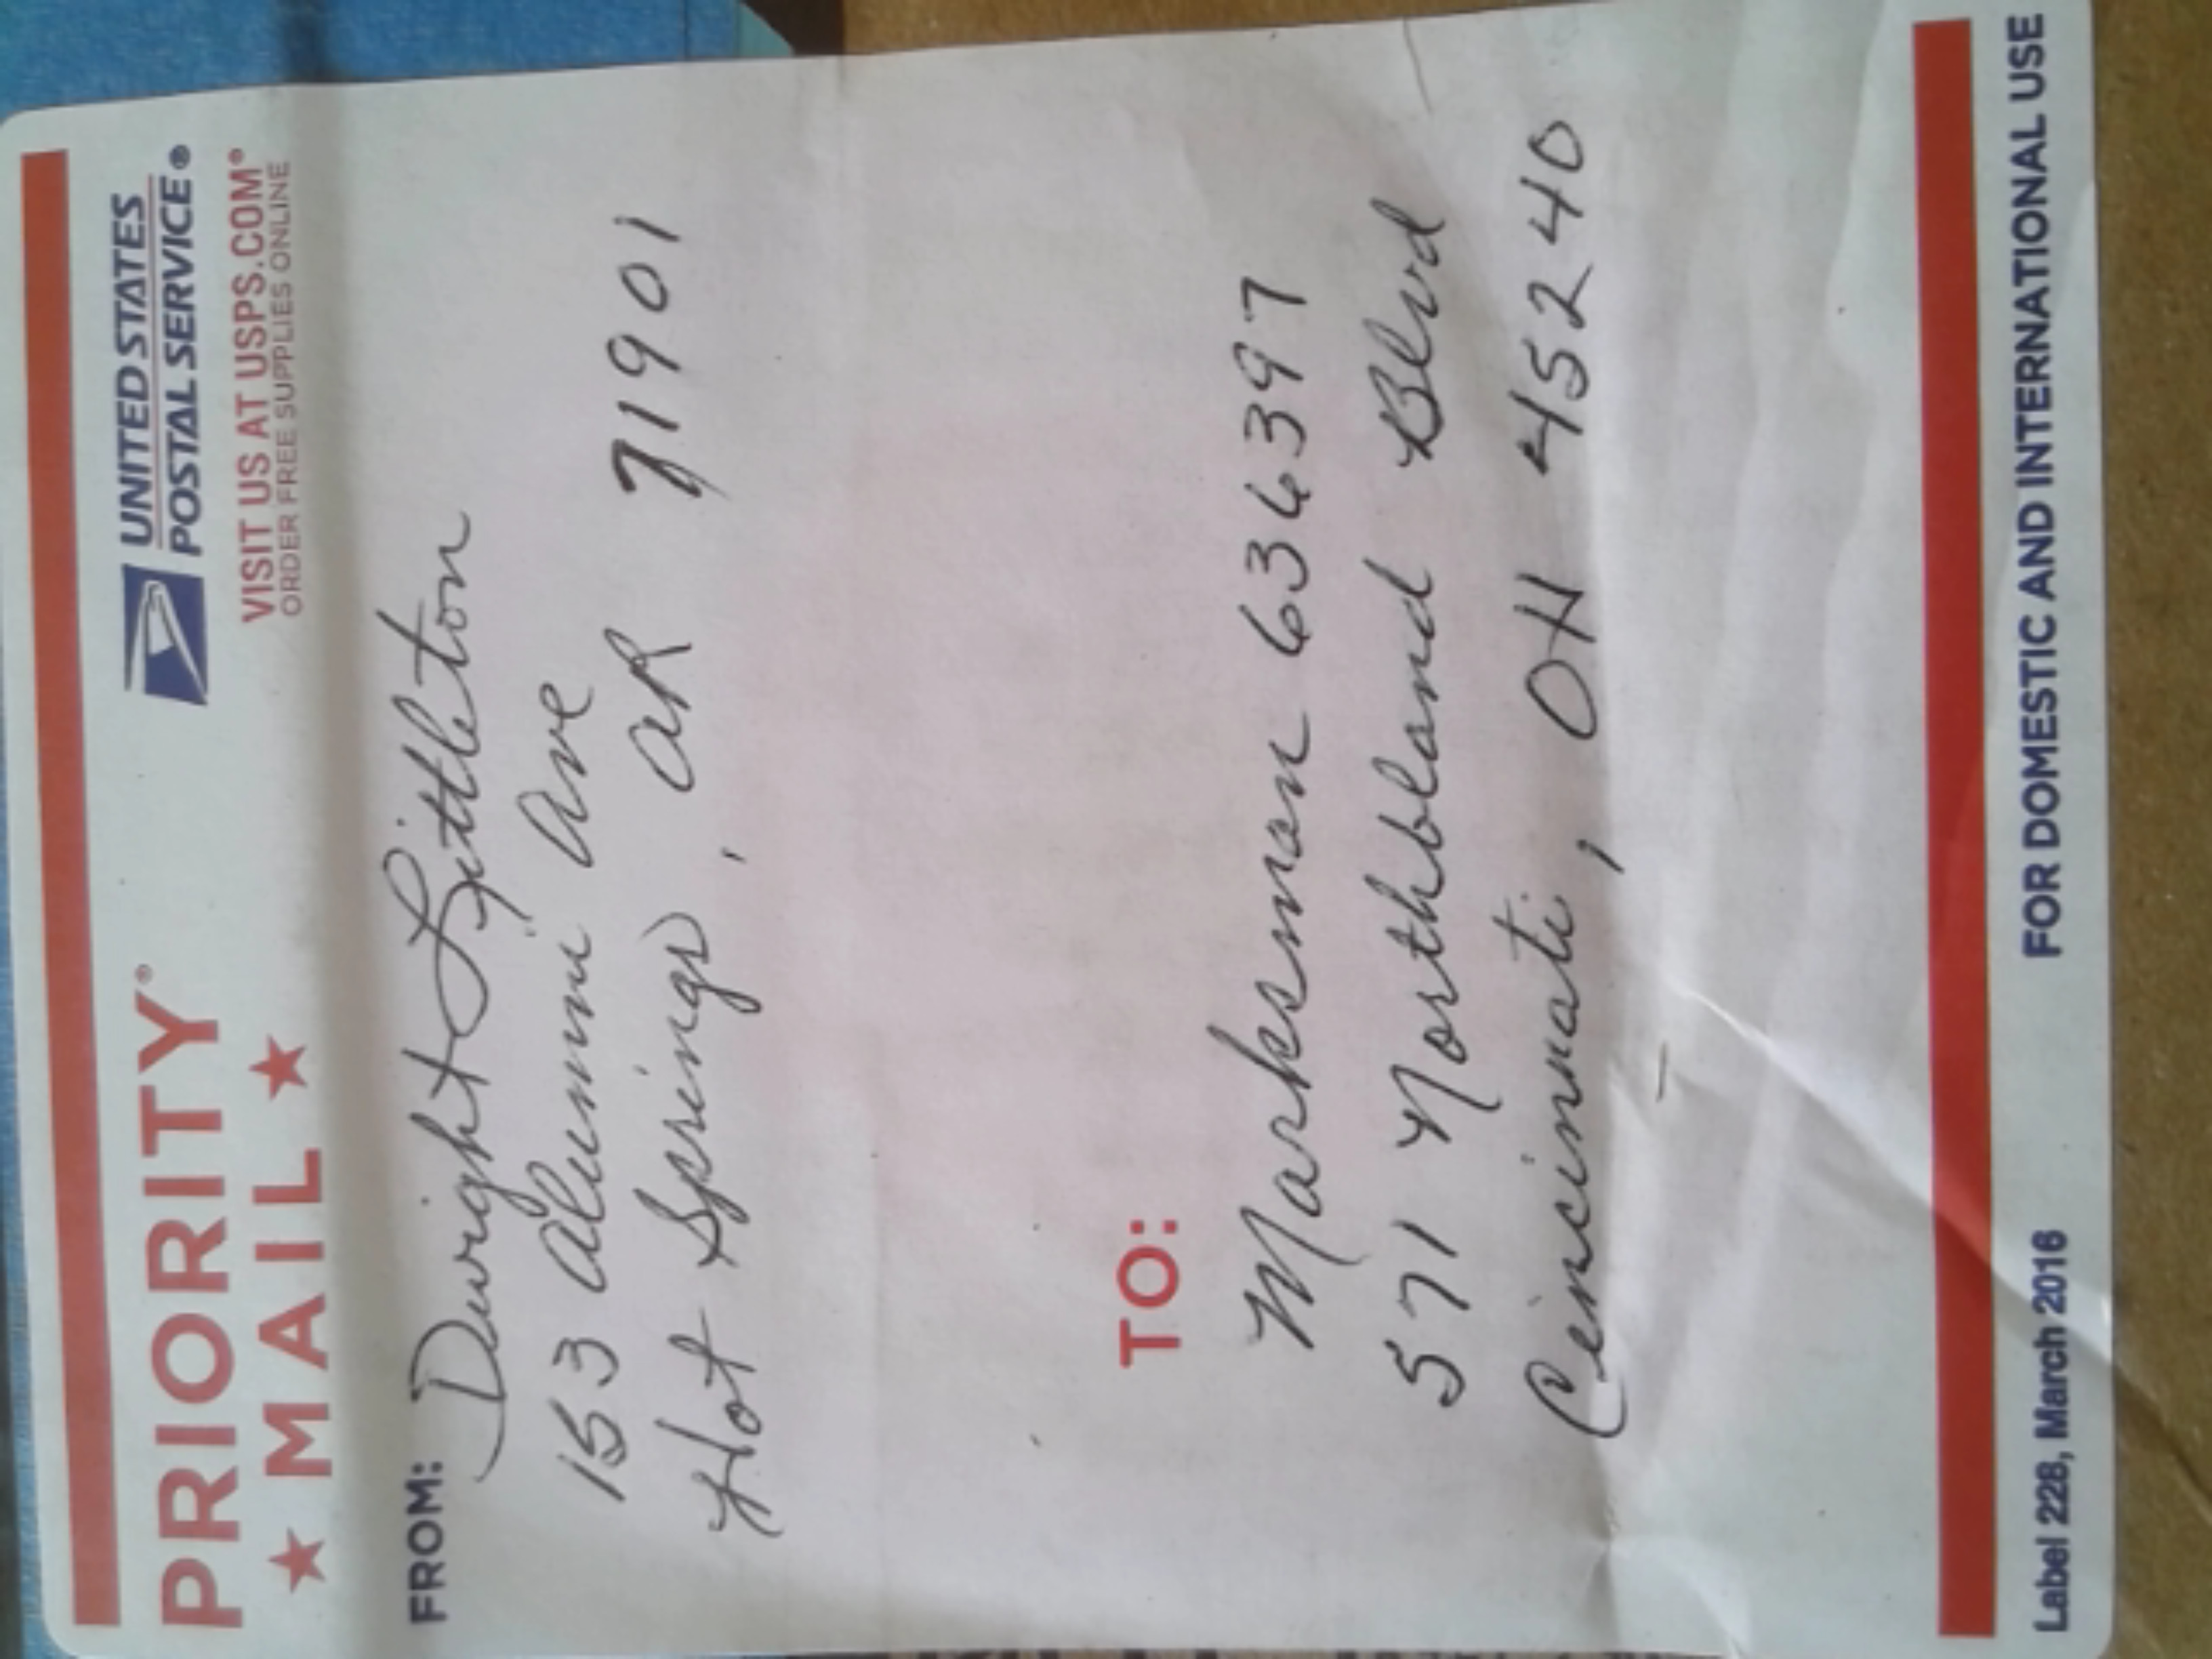 PRIORITY®
★ MAIL ★
UNITED STATES
POSTAL SERVICE®
VISIT US AT USPS.COM®
ORDER FREE SUPPLIES ONLINE
FROM: Dwight Littleton
153 Alumni Ave
Hot Springs, AR 71901
TO:
Marksman 636397
571 Northbland Blvd
Cincinnati, OH 45240
Label 228, March 2016
FOR DOMESTIC AND INTERNATIONAL USE